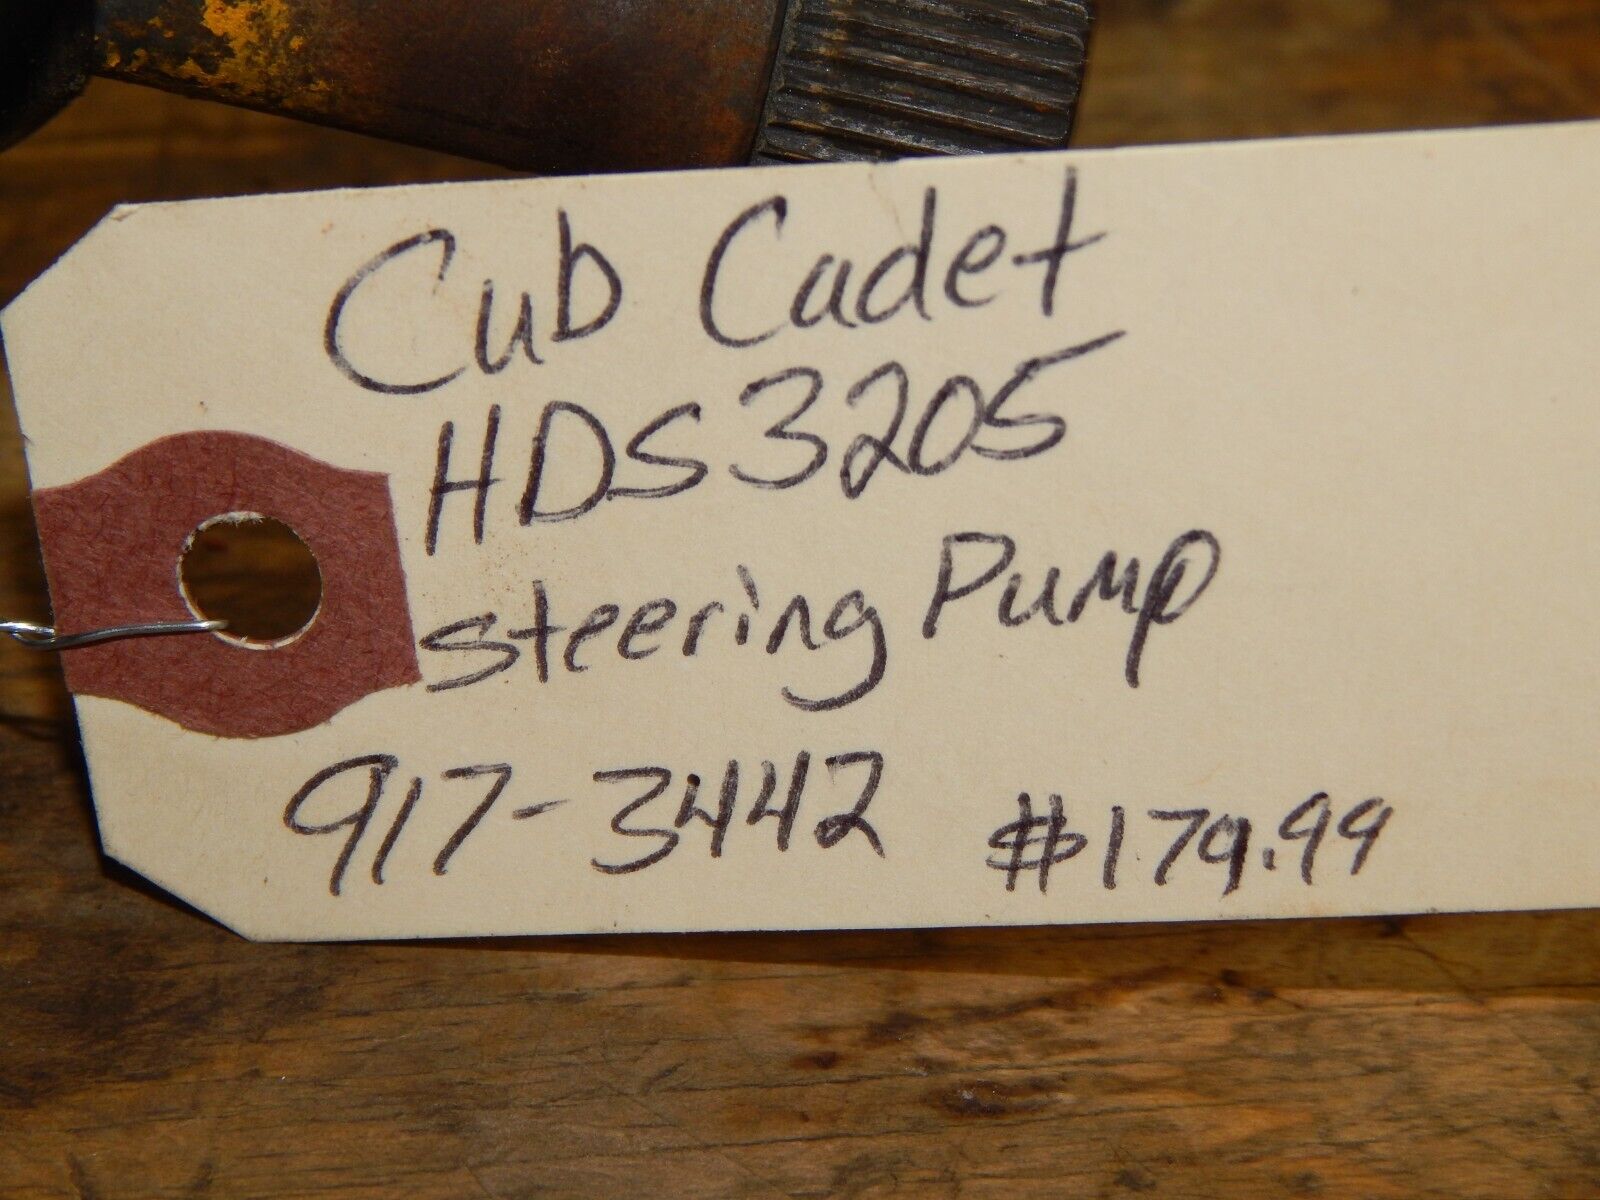 Cub Cadet
HDS3205
Steering Pump
917-3442 $179.99